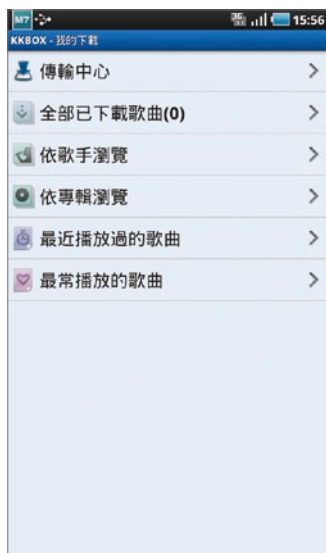 M7 15:56
KKBOX - 我的下載
傳輸中心
全部已下載歌曲(0)
依歌手瀏覽
依專輯瀏覽
最近播放過的歌曲
最常播放的歌曲